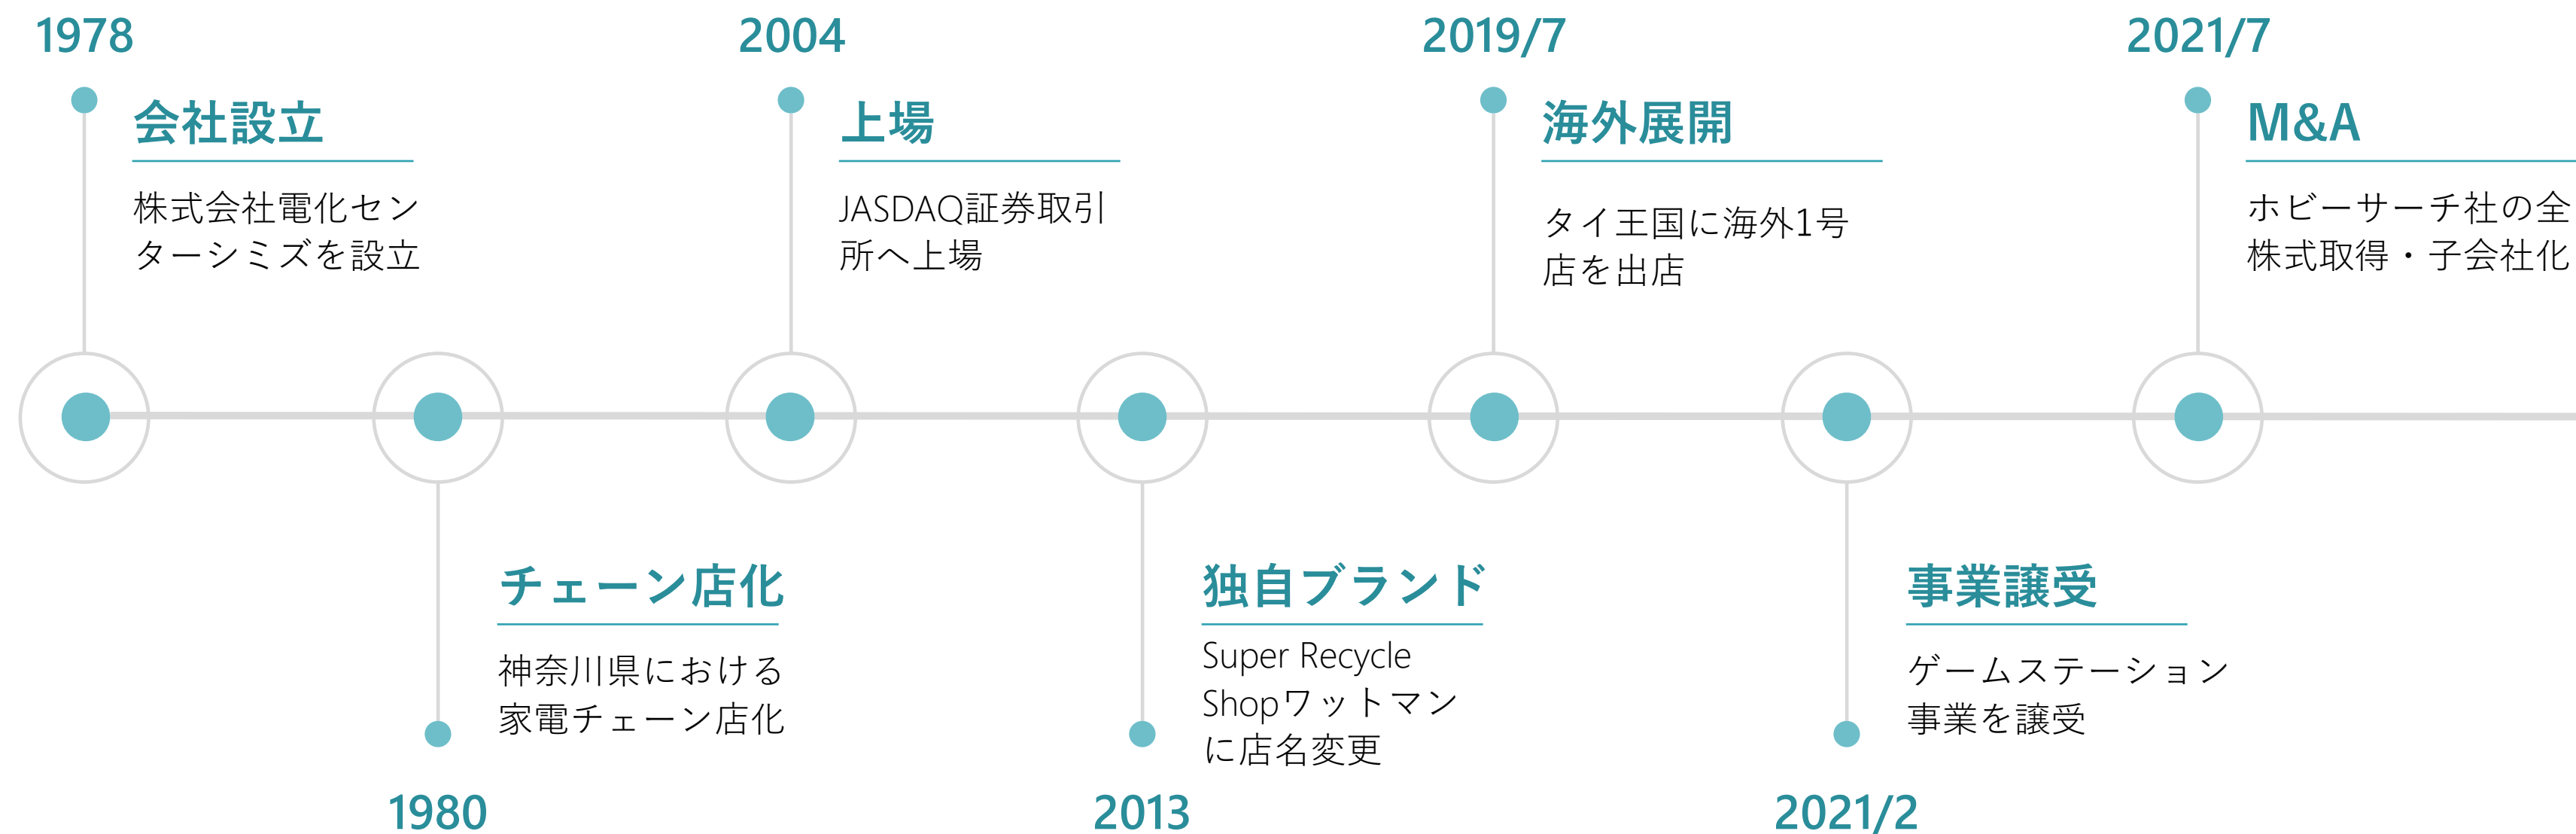 1978
会社設立
株式会社電化セン
ターシミズを設立
1980
チェーン店化
神奈川県における
家電チェーン店化
2004
上場
JASDAQ証券取引
所へ上場
2013
独自ブランド
Super Recycle
Shopワットマン
に店名変更
2019/7
海外展開
タイ王国に海外1号
店を出店
2021/2
事業譲受
ゲームステーション
事業を譲受
2021/7
M&A
ホビーサーチ社の全
株式取得・子会社化